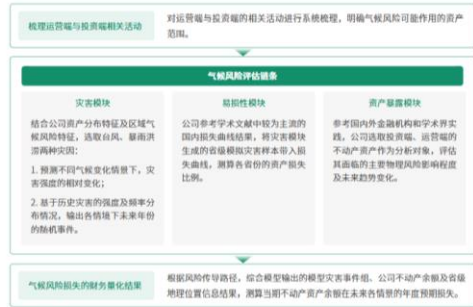 梳理运营端与投资端相关活动
对运营端与投资端的相关活动进行系统梳理，明确气候风险可能作用的资产
范围。
气候风险评估链条
灾害模块
结合公司资产分布特征及区域气
候风险特征，选取台风、暴雨洪
涝两种灾因：
1. 预测不同气候变化情景下，灾
害强度的相对变化；
2. 基于历史灾害的强度及频率分
布情况，输出各情境下未来年份
的随机事件。
易损性模块
公司参考学术文献中较为主流的
国内损失曲线结果，将灾害模块
生成的省级模拟灾害样本带入损
失曲线，测算各省份的资产损失
比例。
资产暴露模块
参考国内外金融机构和学术界实
践，公司选取投资端、运营端的
不动产资产作为分析对象，评估
其面临的主要物理风险影响程度
及未来趋势变化。
气候风险损失的财务量化结果
根据风险传导路径，综合模型输出的模型灾害事件组、公司不动产余额及省级
地理位置信息结果，测算当期不动产资产余额在未来各情景的年度预期损失。